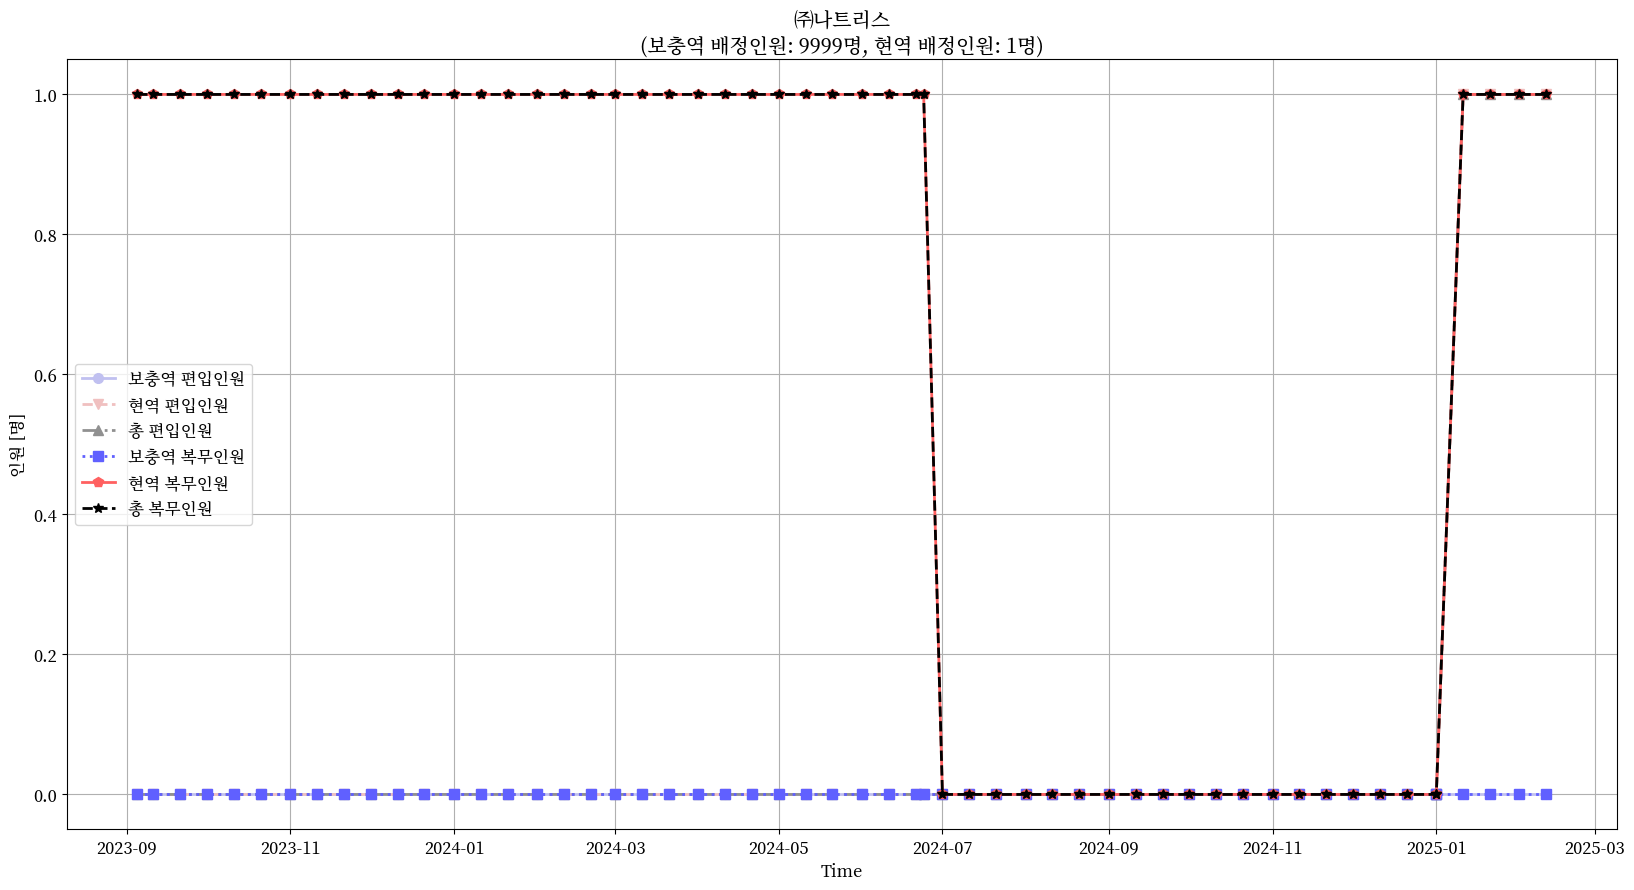 ㈜나트리스
(보충역 배정인원: 9999명, 현역 배정인원: 1명)
1.0
0.8
0.6
0.4
0.2
0.0
인원 [명]
보충역 편입인원
현역 편입인원
총 편입인원
보충역 복무인원
현역 복무인원
총 복무인원
2023-09 2023-11 2024-01 2024-03 2024-05 2024-07 2024-09 2024-11 2025-01 2025-03
Time